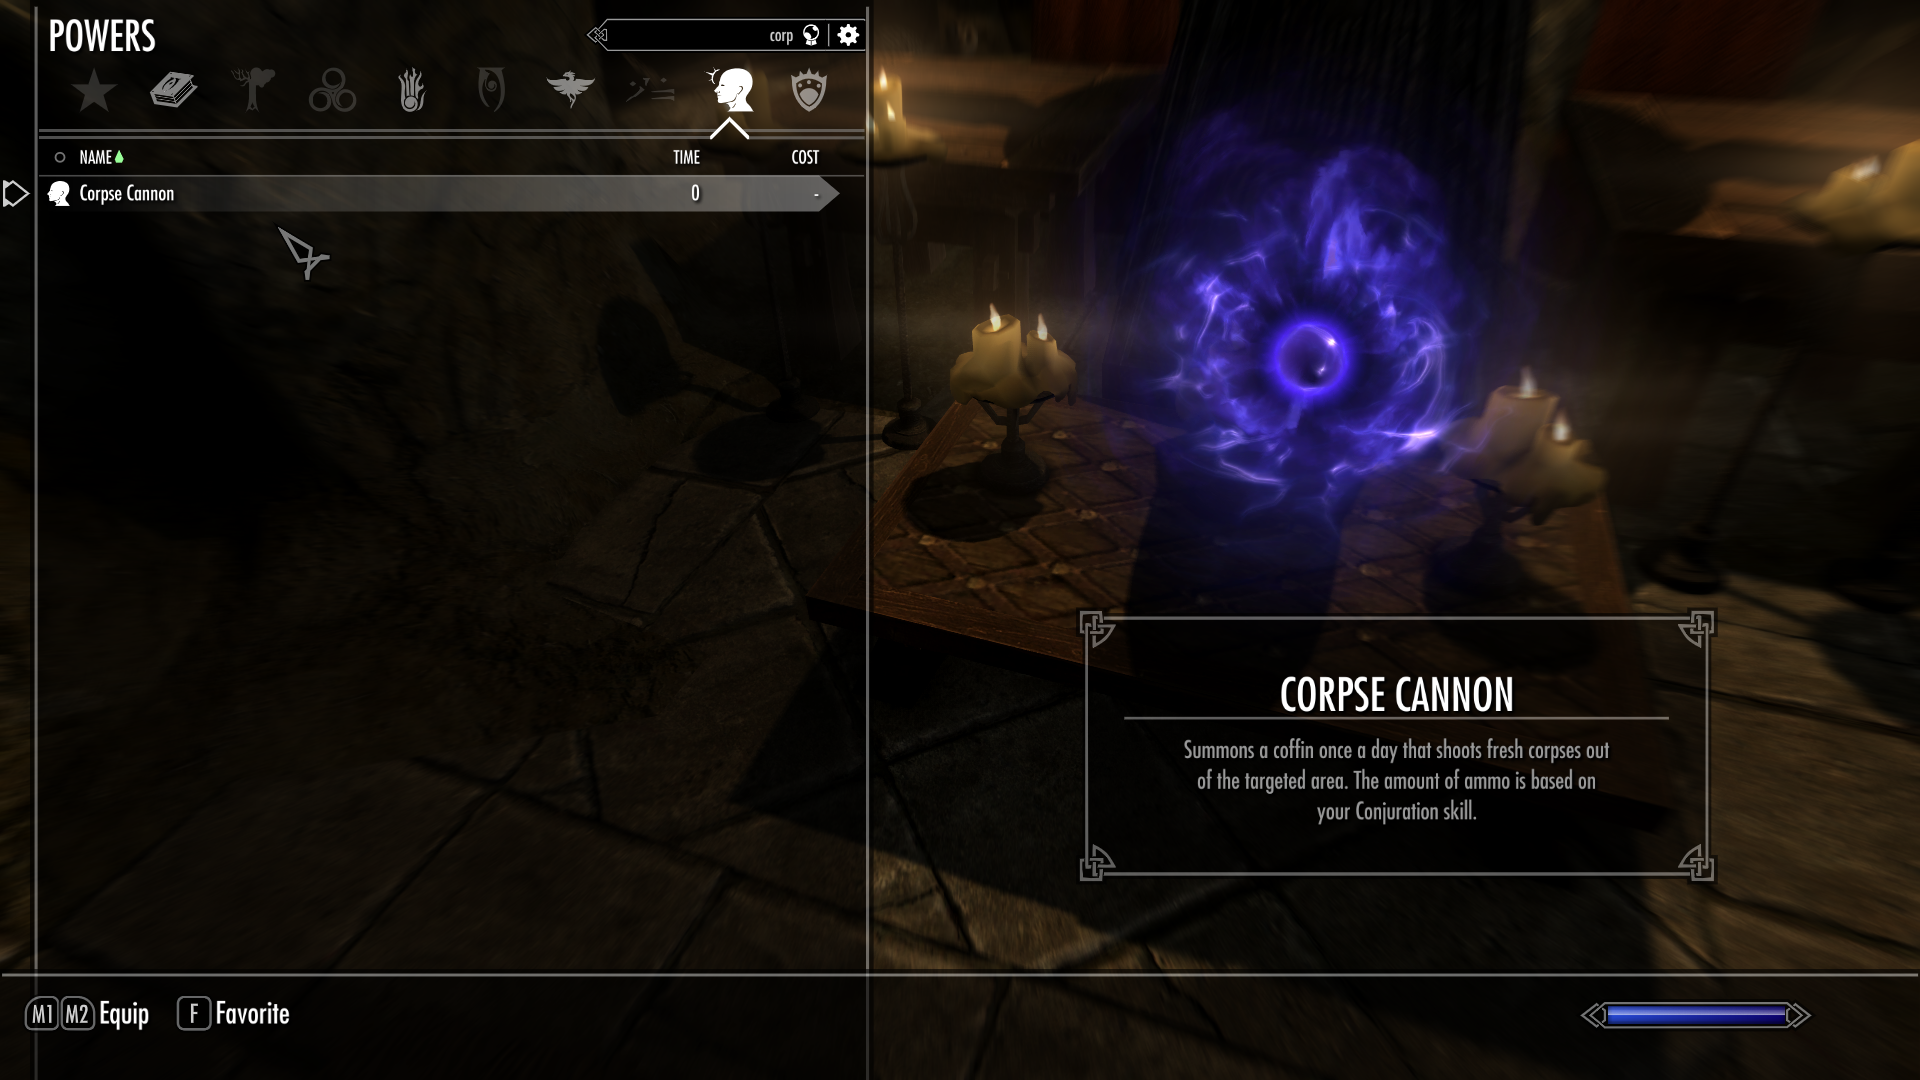 POWERS
corp
NAME TIME COST
Corpse Cannon 0 -
CORPSE CANNON
Summons a coffin once a day that shoots fresh corpses out
of the targeted area. The amount of ammo is based on
your Conjuration skill.
M1 M2 Equip F Favorite